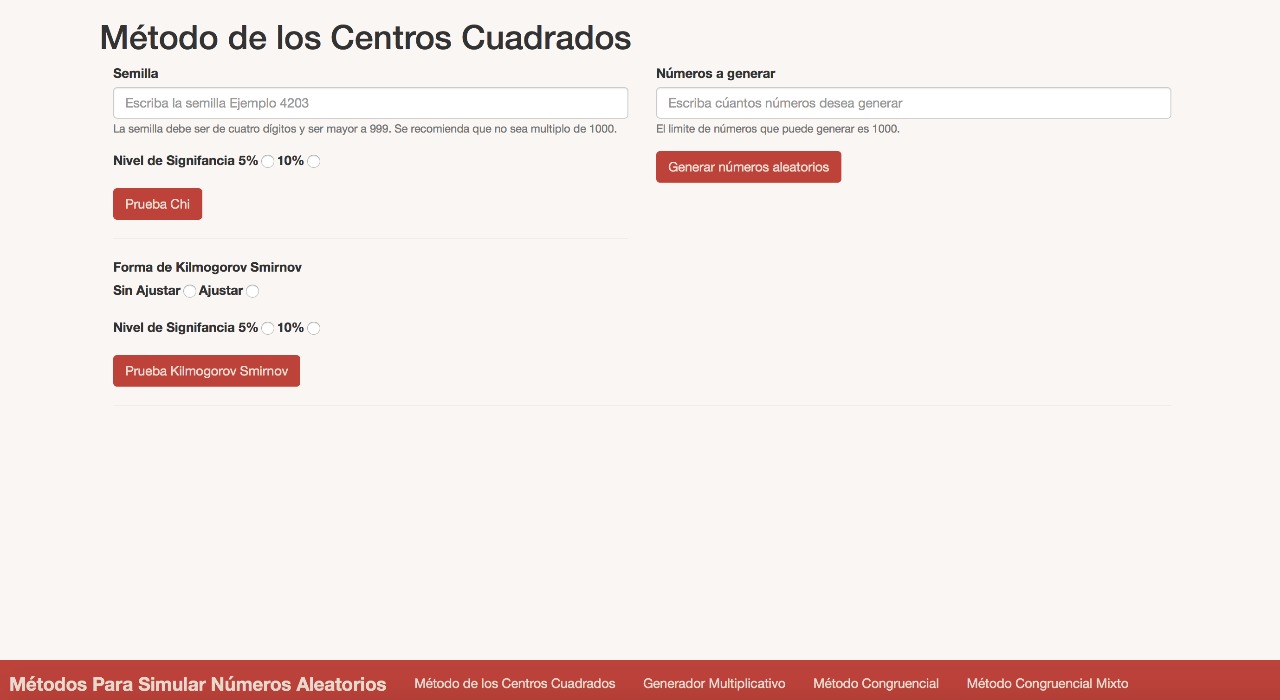 Método de los Centros Cuadrados
Semilla
Escriba la semilla Ejemplo 4203
La semilla debe ser de cuatro dígitos y ser mayor a 999. Se recomienda que no sea multiplo de 1000.
Nivel de Signifancia 5% 10%
Prueba Chi
Números a generar
Escriba cúantos números desea generar
El limite de números que puede generar es 1000.
Generar números aleatorios
Forma de Kilmogorov Smirnov
Sin Ajustar Ajustar
Nivel de Signifancia 5% 10%
Prueba Kilmogorov Smirnov
Métodos Para Simular Números Aleatorios Método de los Centros Cuadrados Generador Multiplicativo Método Congruencial Método Congruencial Mixto